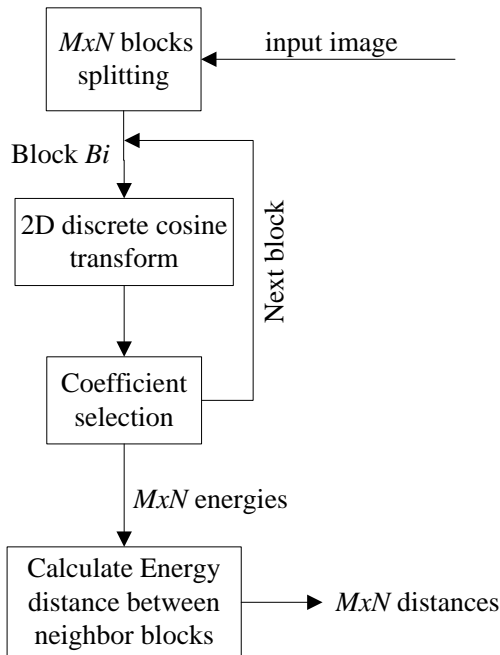 MxN blocks
splitting
input image
Block Bi
2D discrete cosine
transform
Next block
Coefficient
selection
MxN energies
Calculate Energy
distance between
neighbor blocks
MxN distances